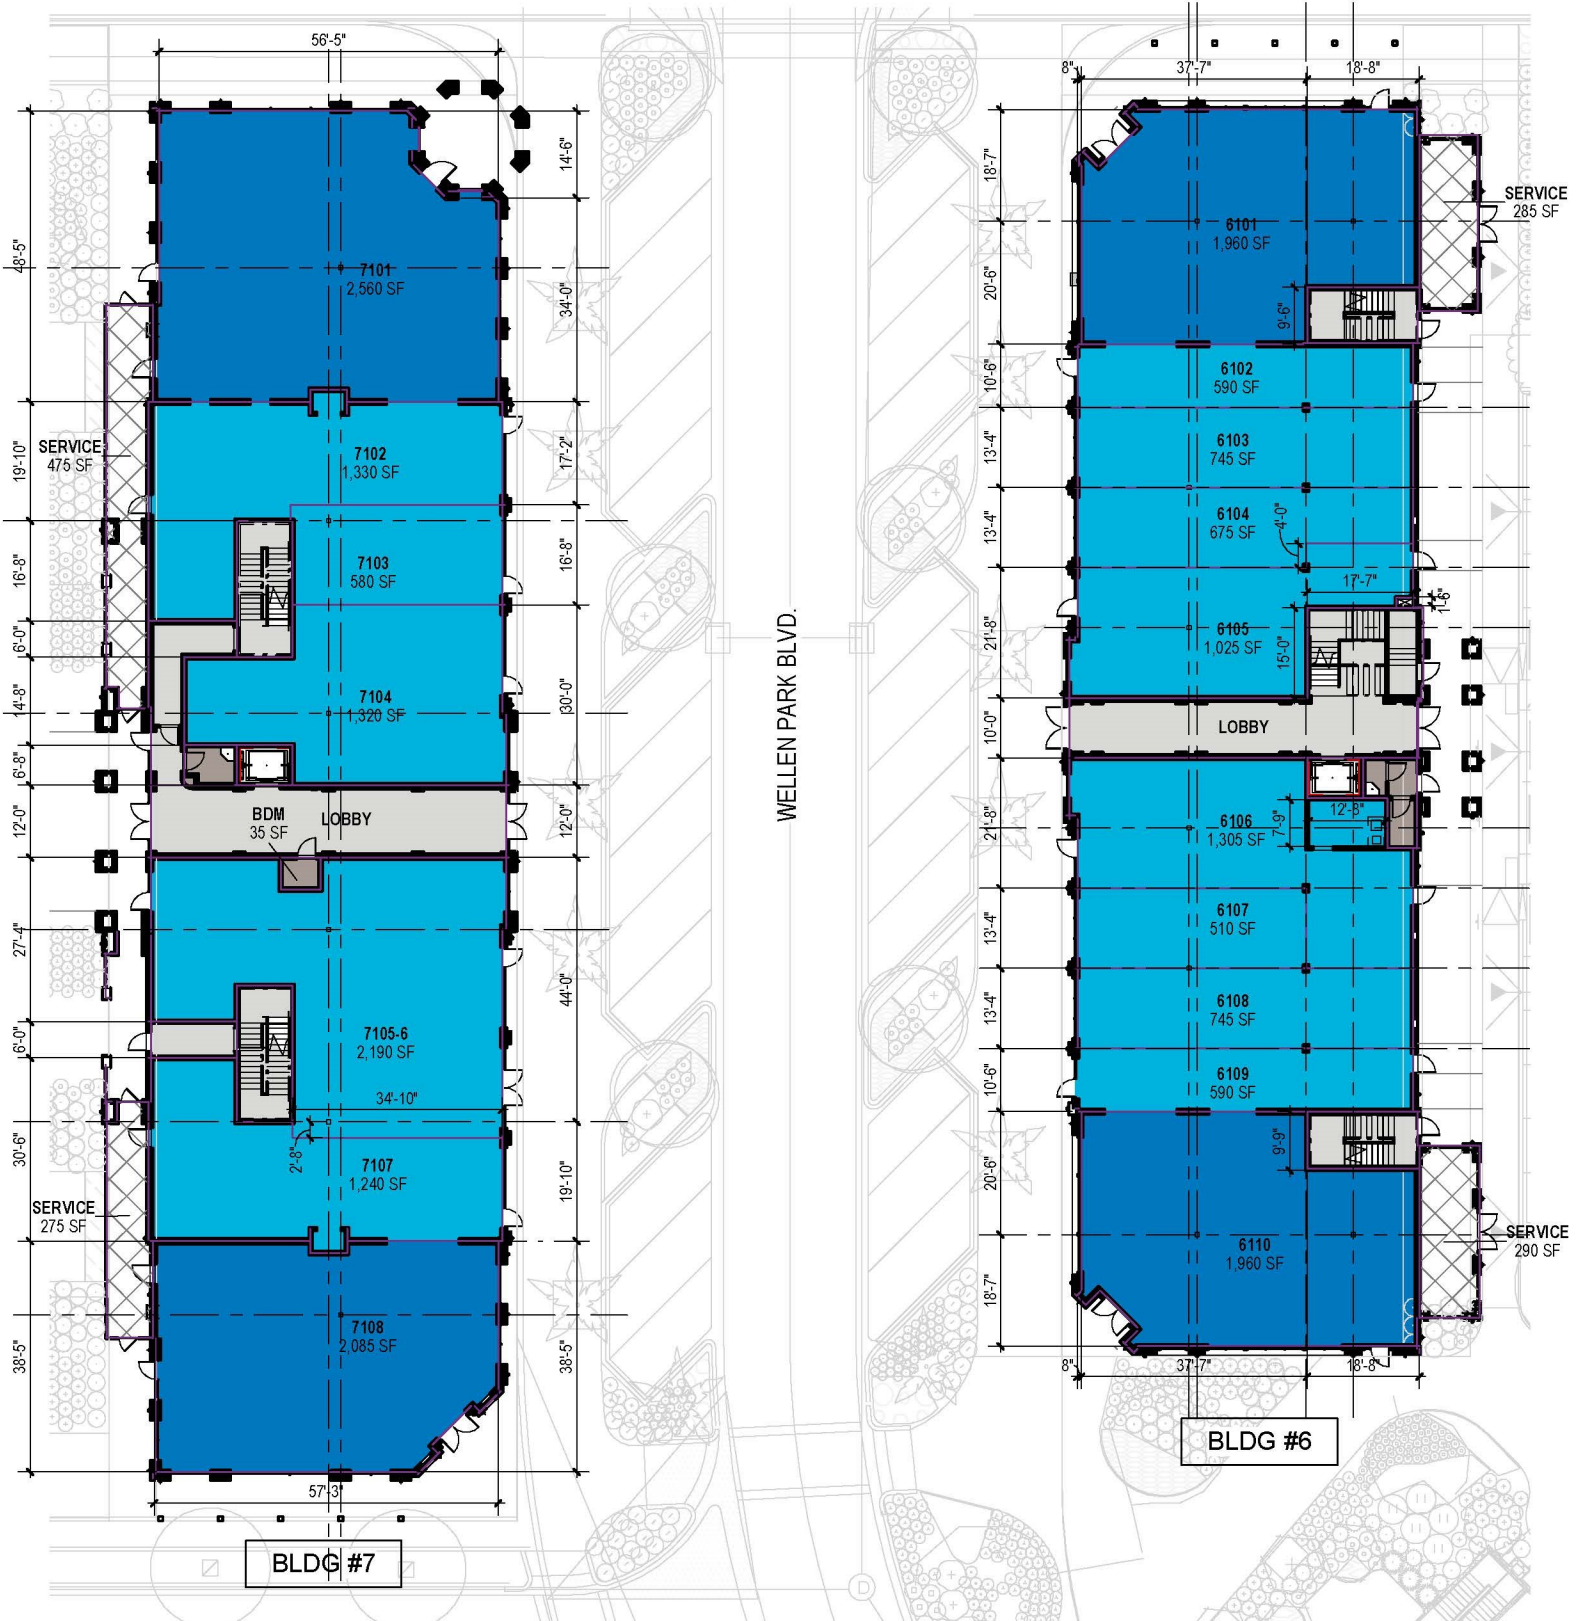 56'-5"
14'-6"
48'-5"
34'-0"
7101
2,560 SF
SERVICE
475 SF
19'-10"
7102
1,330 SF
17'-2"
16'-8"
7103
580 SF
16'-8"
6'-0"
14'-8"
7104
1,320 SF
30'-0"
6'-8"
12'-0"
BDM
35 SF
LOBBY
12'-0"
27'-4"
44'-0"
6'-0"
7105-6
2,190 SF
34'-10"
30'-6"
2'-8"
7107
1,240 SF
19'-10"
SERVICE
275 SF
38'-5"
7108
2,085 SF
38'-5"
57'-3"
BLDG #7
WELLEN PARK BLVD.
D
8"
37'-7"
18'-8"
18'-7"
SERVICE
285 SF
6101
1,960 SF
20'-6"
9'-6"
10'-6"
6102
590 SF
13'-4"
6103
745 SF
13'-4"
6104
675 SF
4'-0"
17'-7"
1'-6"
21'-8"
6105
1,025 SF
15'-0"
10'-0"
LOBBY
21'-8"
6106
1,305 SF
12'-8"
7'-9"
13'-4"
6107
510 SF
13'-4"
6108
745 SF
10'-6"
6109
590 SF
9'-9"
20'-6"
6110
1,960 SF
SERVICE
290 SF
18'-7"
8"
37'-7"
18'-8"
BLDG #6